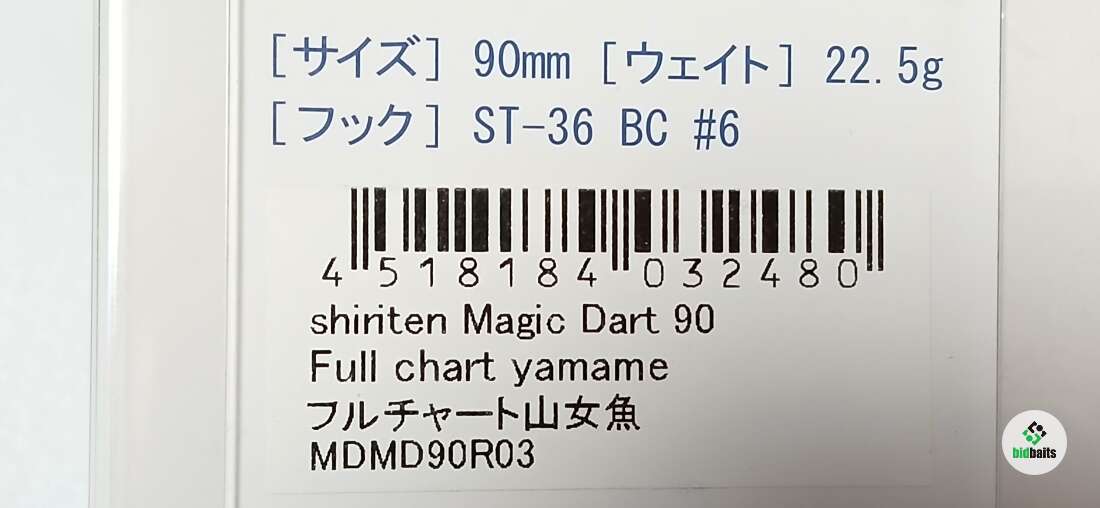 [サイズ] 90mm [ウェイト] 22.5g
[フック] ST-36 BC #6
4 518184 032480
shiriten Magic Dart 90
Full chart yamame
フルチャート山女魚
MDMD90R03
bidbaits